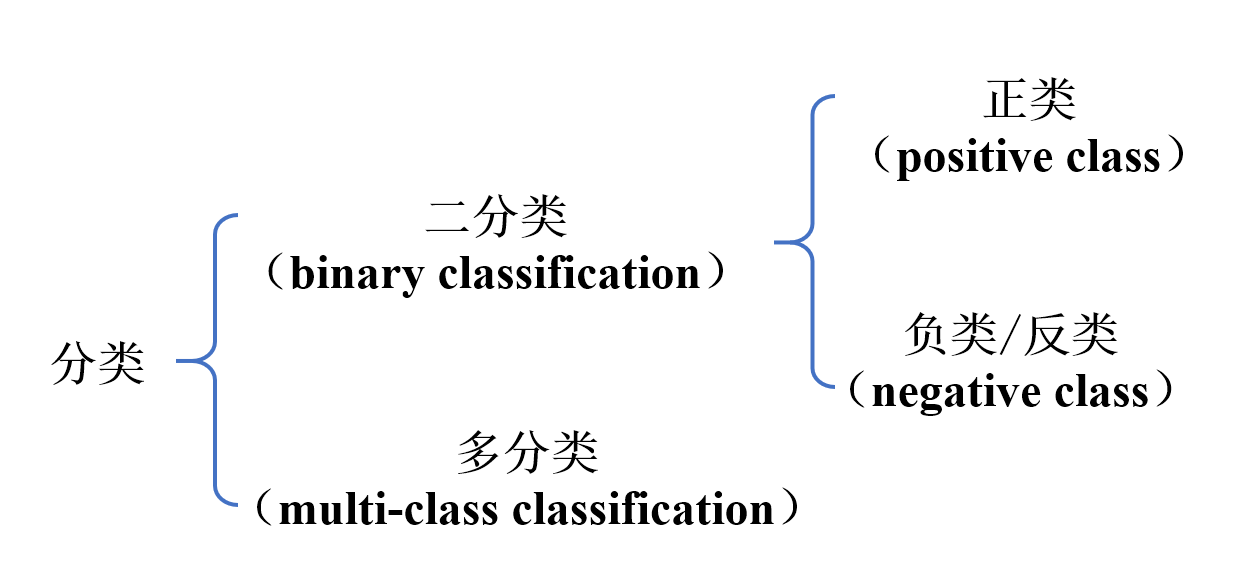 分类
二分类
（binary classification）
正类
（positive class）
负类/反类
（negative class）
多分类
（multi-class classification）